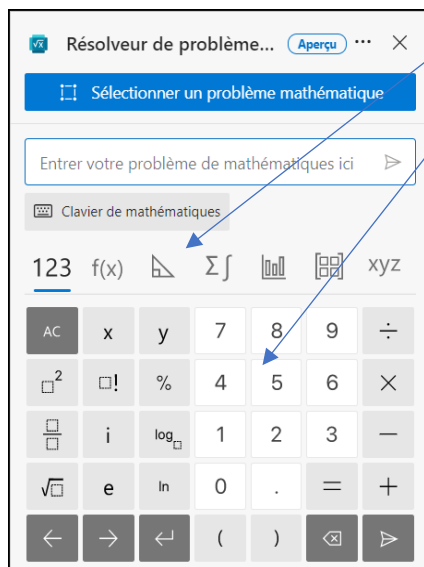 √x Résolveur de problème... Aperçu ··· ×
Sélectionner un problème mathématique
Entrer votre problème de mathématiques ici
Clavier de mathématiques
123 f(x) Σ∫ xyz
AC x y 7 8 9 ÷
□² □! % 4 5 6 ×
□/□ i log□ 1 2 3 −
√□ e ln 0 . = +
← → ↵ ( ) ⌫